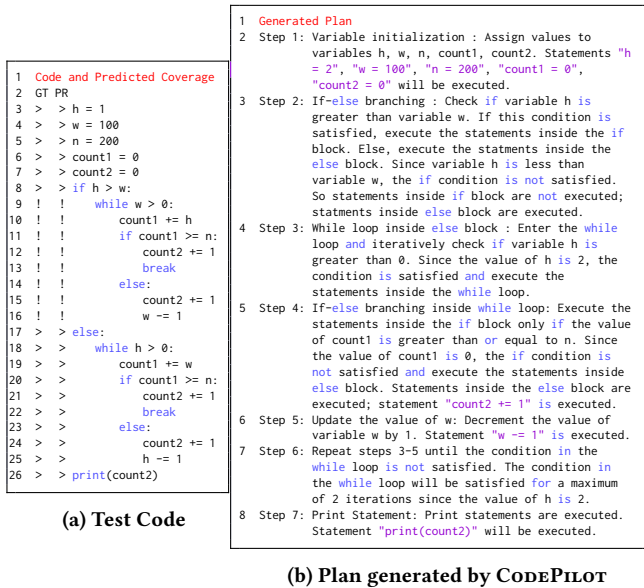 1 Code and Predicted Coverage
2 GT PR
3 > > h = 1
4 > > w = 100
5 > > n = 200
6 > > count1 = 0
7 > > count2 = 0
8 > > if h > w:
9 ! ! while w > 0:
10 ! ! count1 += h
11 ! ! if count1 >= n:
12 ! ! count2 += 1
13 ! ! break
14 ! ! else:
15 ! ! count2 += 1
16 ! ! w -= 1
17 > > else:
18 > > while h > 0:
19 > > count1 += w
20 > > if count1 >= n:
21 > > count2 += 1
22 > > break
23 > > else:
24 > > count2 += 1
25 > > h -= 1
26 > > print(count2)
(a) Test Code
1 Generated Plan
2 Step 1: Variable initialization : Assign values to
variables h, w, n, count1, count2. Statements "h
= 2", "w = 100", "n = 200", "count1 = 0",
"count2 = 0" will be executed.
3 Step 2: If-else branching : Check if variable h is
greater than variable w. If this condition is
satisfied, execute the statements inside the if
block. Else, execute the statments inside the
else block. Since variable h is less than
variable w, the if condition is not satisfied.
So statements inside if block are not executed;
statments inside else block are executed.
4 Step 3: While loop inside else block : Enter the while
loop and iteratively check if variable h is
greater than 0. Since the value of h is 2, the
condition is satisfied and execute the
statements inside the while loop.
5 Step 4: If-else branching inside while loop: Execute the
statements inside the if block only if the value
of count1 is greater than or equal to n. Since
the value of count1 is 0, the if condition is
not satisfied and execute the statements inside
else block. Statements inside the else block are
executed; statement "count2 += 1" is executed.
6 Step 5: Update the value of w: Decrement the value of
variable w by 1. Statement "w -= 1" is executed.
7 Step 6: Repeat steps 3-5 until the condition in the
while loop is not satisfied. The condition in
the while loop will be satisfied for a maximum
of 2 iterations since the value of h is 2.
8 Step 7: Print Statement: Print statements are executed.
Statement "print(count2)" will be executed.
(b) Plan generated by CODEPILOT